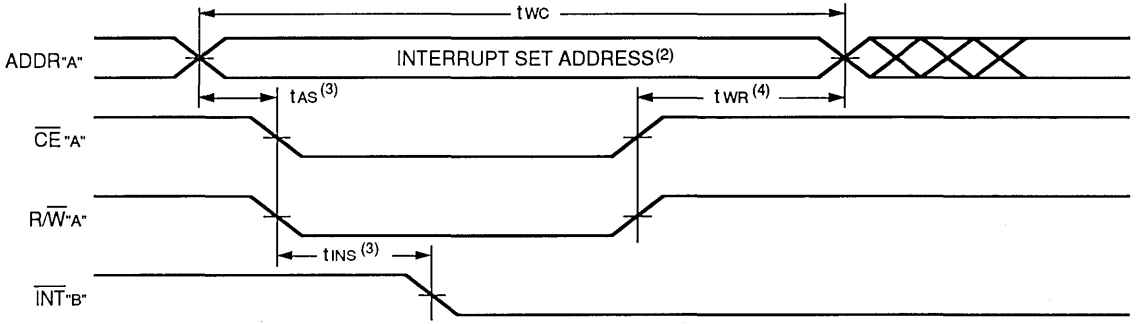 tWC
ADDR"A"
INTERRUPT SET ADDRESS(2)
tAS(3)
tWR(4)
CE"A"
R/W"A"
tINS(3)
INT"B"